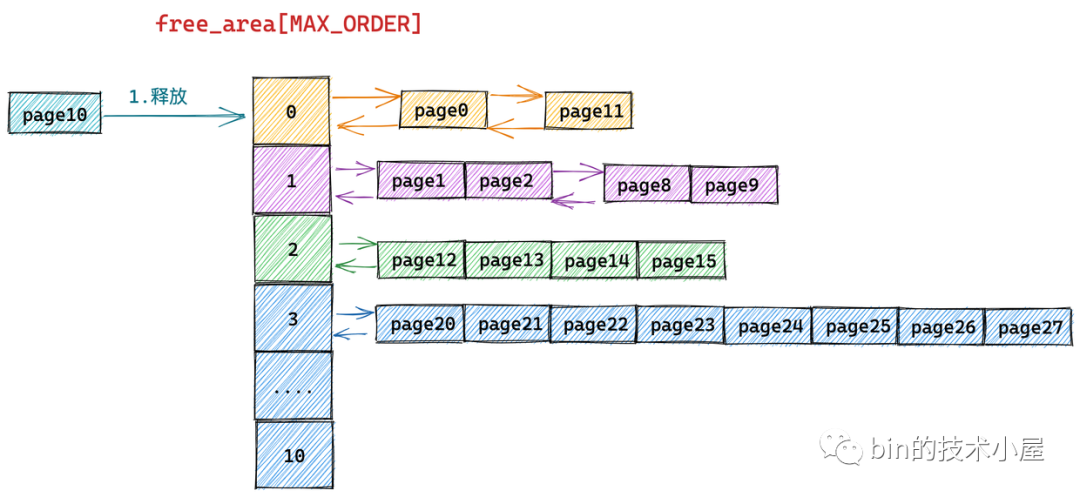 free_area[MAX_ORDER]
page10
1.释放
0
page0
page11
1
page1 page2
page8 page9
2
page12 page13 page14 page15
3
page20 page21 page22 page23 page24 page25 page26 page27
....
10
bin的技术小屋